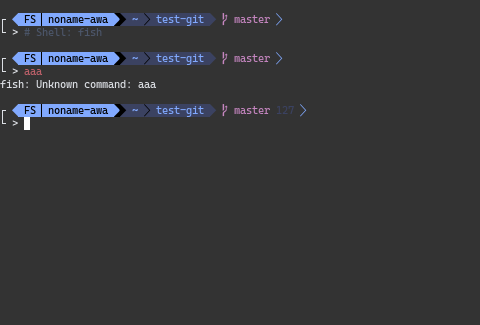 FS noname-awa ~ test-git master
> # Shell: fish
FS noname-awa ~ test-git master
> aaa
fish: Unknown command: aaa
FS noname-awa ~ test-git master 127
>